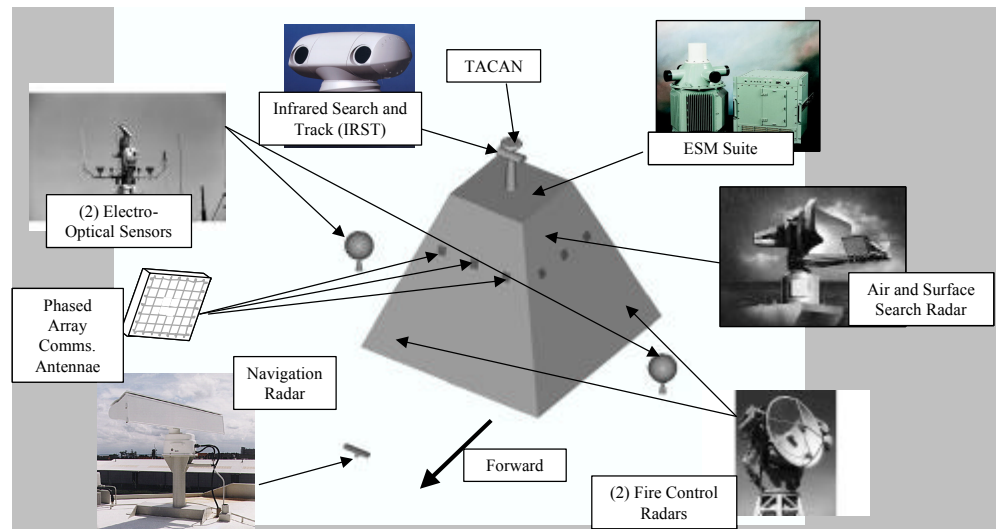 TACAN
Infrared Search and
Track (IRST)
ESM Suite
(2) Electro-
Optical Sensors
Air and Surface
Search Radar
Phased
Array
Comms.
Antennae
Navigation
Radar
Forward
(2) Fire Control
Radars